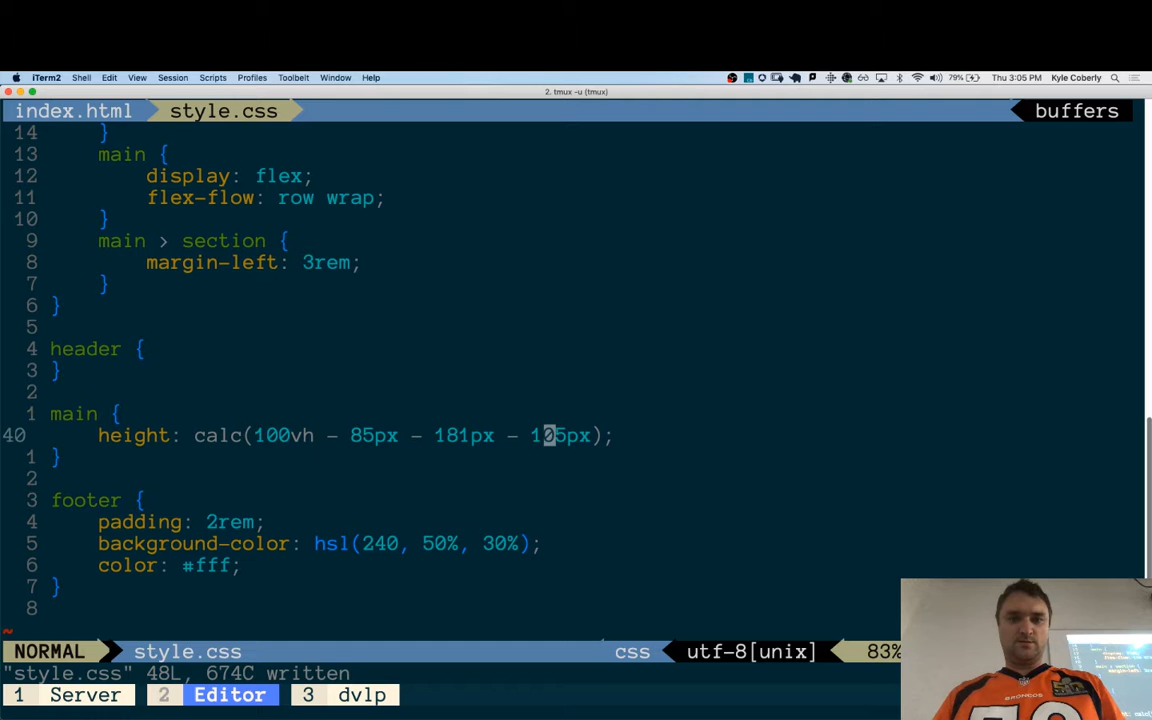 iTerm2 Shell Edit View Session Scripts Profiles Toolbelt Window Help 79% Thu 3:05 PM Kyle Coberly
2. tmux -u (tmux)
index.html style.css buffers
14 }
13 main {
12 display: flex;
11 flex-flow: row wrap;
10 }
9 main > section {
8 margin-left: 3rem;
7 }
6 }
5
4 header {
3 }
2
1 main {
40 height: calc(100vh - 85px - 181px - 105px);
1 }
2
3 footer {
4 padding: 2rem;
5 background-color: hsl(240, 50%, 30%);
6 color: #fff;
7 }
8
~
NORMAL style.css css utf-8[unix] 83%
"style.css" 48L, 674C written
1 Server 2 Editor 3 dvlp
BRONCOS